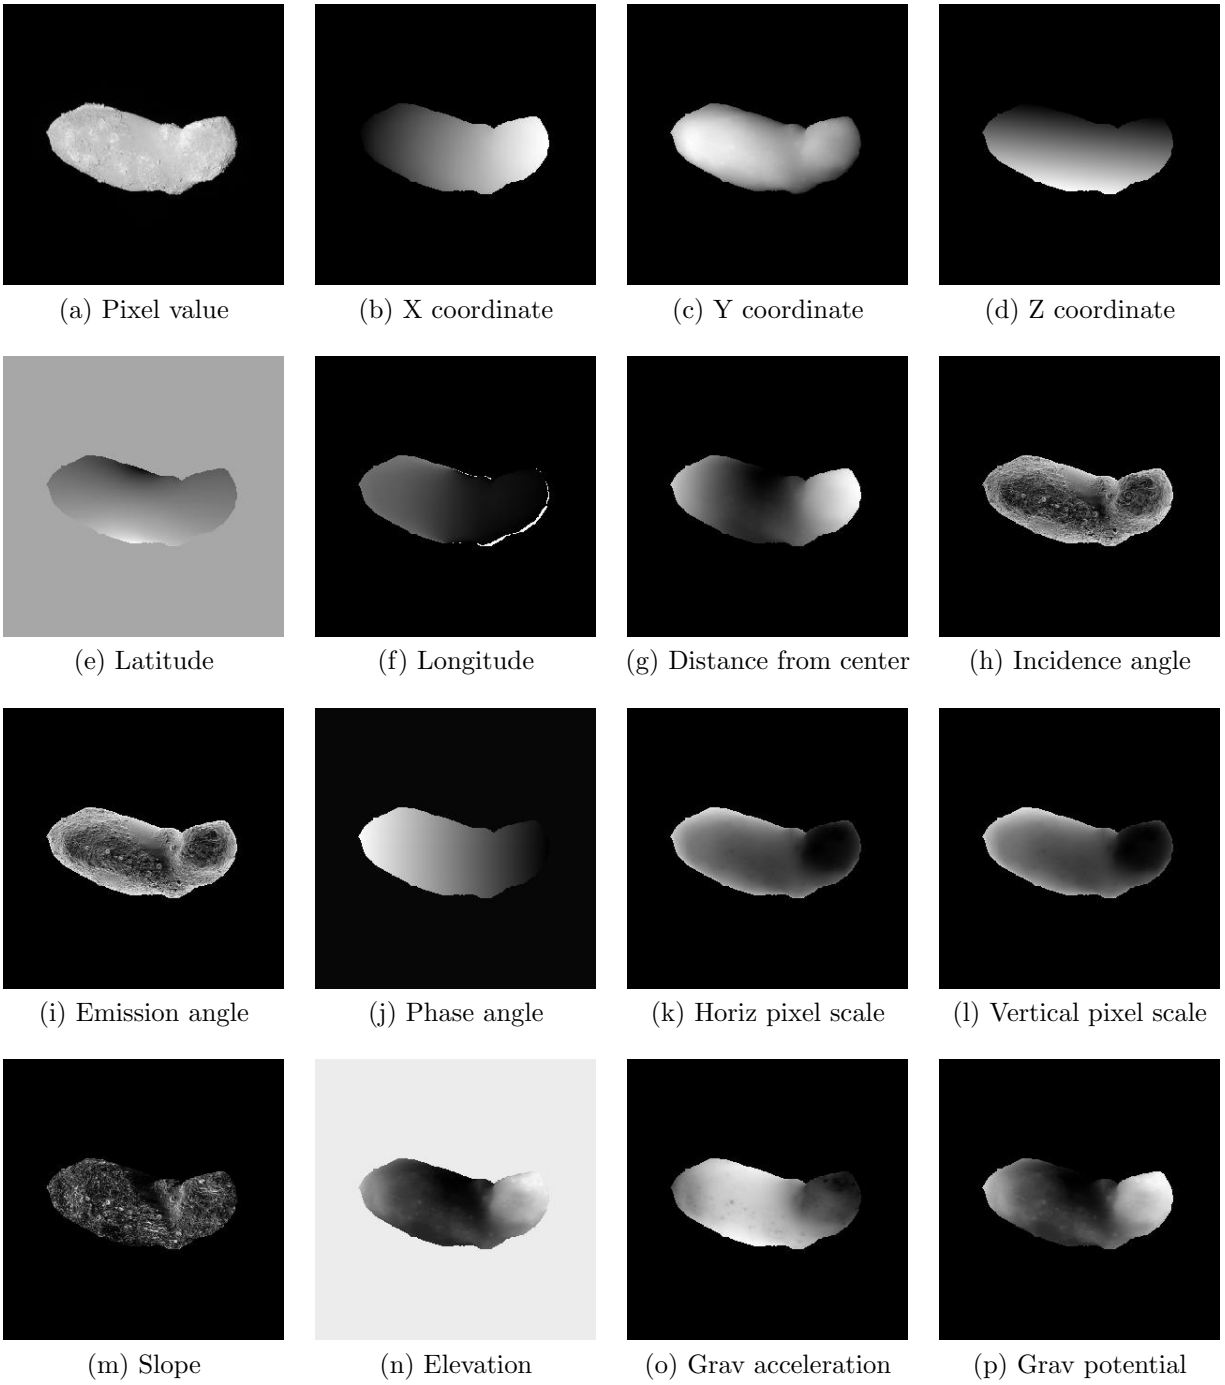 (a) Pixel value
(b) X coordinate
(c) Y coordinate
(d) Z coordinate
(e) Latitude
(f) Longitude
(g) Distance from center
(h) Incidence angle
(i) Emission angle
(j) Phase angle
(k) Horiz pixel scale
(l) Vertical pixel scale
(m) Slope
(n) Elevation
(o) Grav acceleration
(p) Grav potential